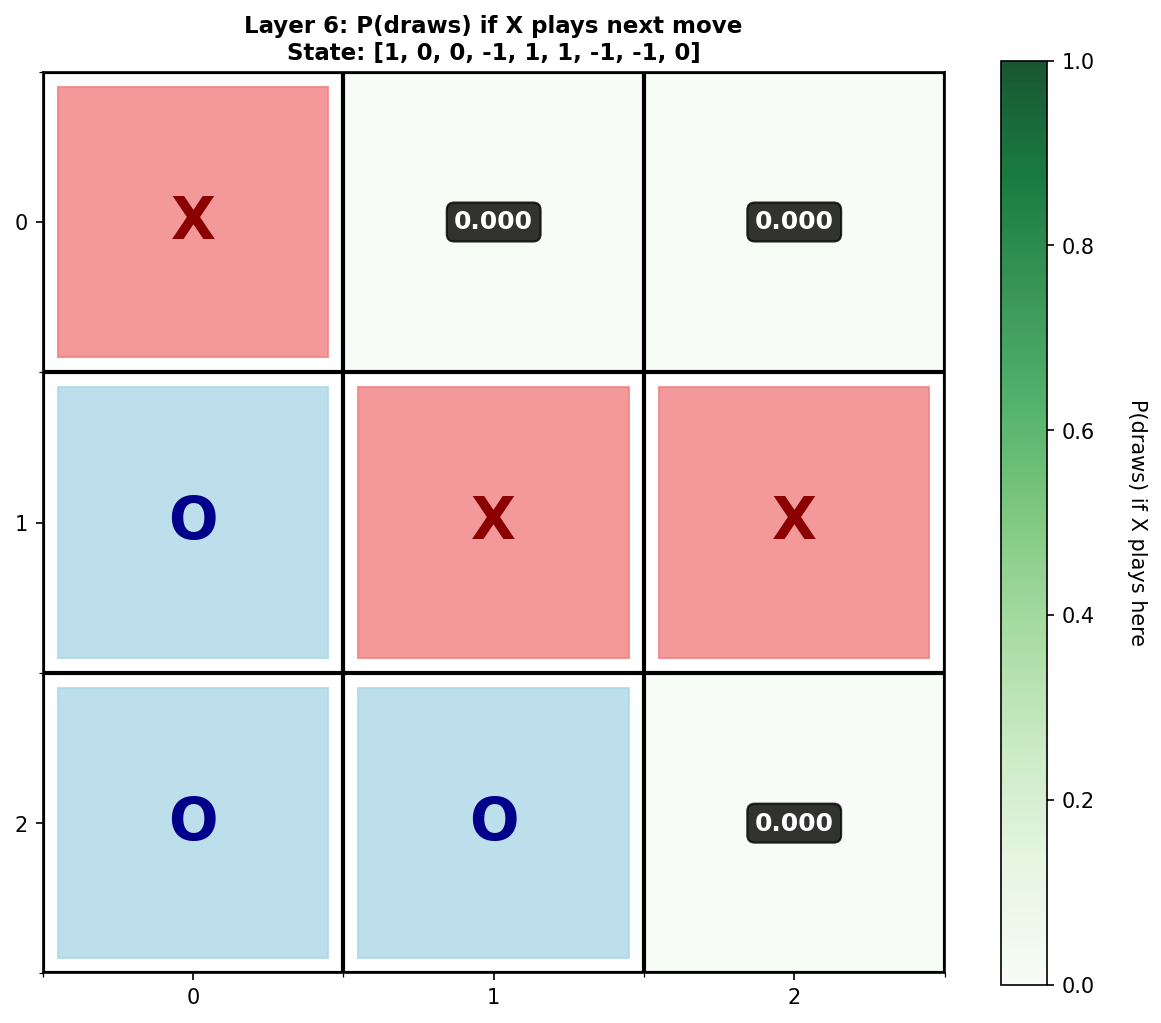 Layer 6: P(draws) if X plays next move
State: [1, 0, 0, -1, 1, 1, -1, -1, 0]
0
X
0.000
0.000
1
O
X
X
2
O
O
0.000
0
1
2
1.0
0.8
0.6
0.4
0.2
0.0
P(draws) if X plays here